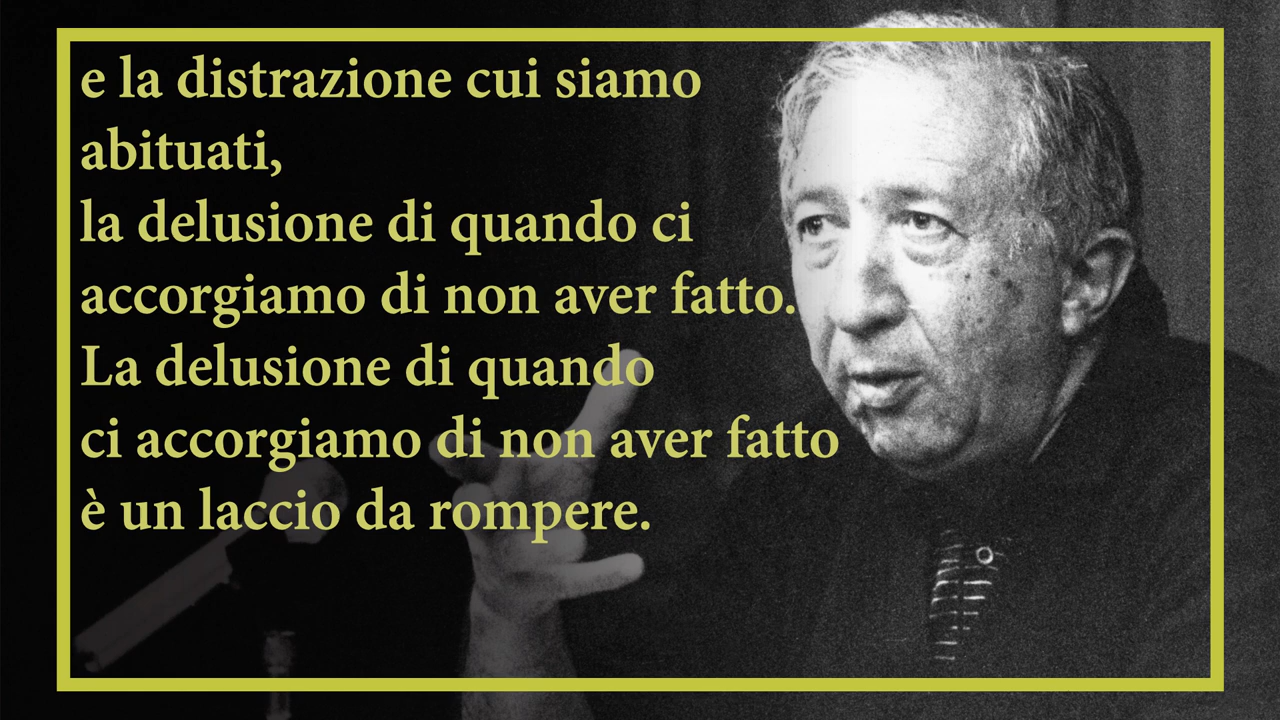 e la distrazione cui siamo
abituati,
la delusione di quando ci
accorgiamo di non aver fatto.
La delusione di quando
ci accorgiamo di non aver fatto
è un laccio da rompere.